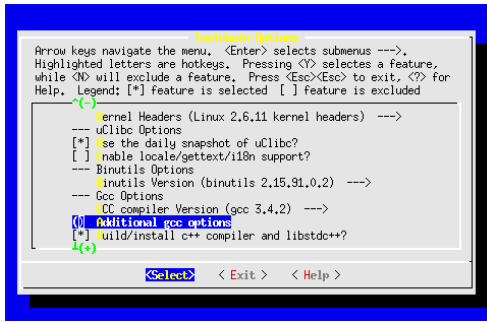 Toolchain Options
Arrow keys navigate the menu. <Enter> selects submenus --->.
Highlighted letters are hotkeys. Pressing <Y> selectes a feature,
while <N> will exclude a feature. Press <Esc><Esc> to exit, <?> for
Help. Legend: [*] feature is selected [ ] feature is excluded
^(-)
Kernel Headers (Linux 2.6.11 kernel headers) --->
--- uClibc Options
[*] Use the daily snapshot of uClibc?
[ ] Enable locale/gettext/i18n support?
--- Binutils Options
Binutils Version (binutils 2.15.91.0.2) --->
--- Gcc Options
GCC compiler Version (gcc 3.4.2) --->
() Additional gcc options
[*] Build/install c++ compiler and libstdc++?
(+)
<Select> < Exit > < Help >